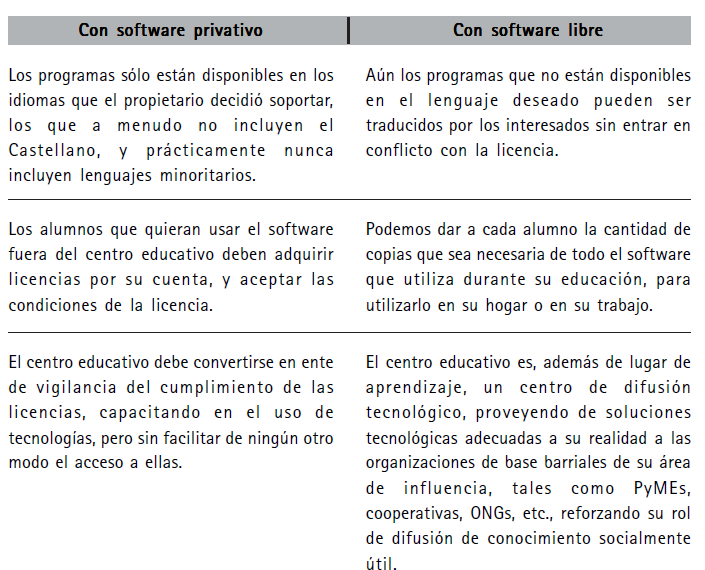 Con software privativo
Con software libre
Los programas sólo están disponibles en los
idiomas que el propietario decidió soportar,
los que a menudo no incluyen el
Castellano, y prácticamente nunca
incluyen lenguajes minoritarios.
Aún los programas que no están disponibles
en el lenguaje deseado pueden ser
traducidos por los interesados sin entrar en
conflicto con la licencia.
Los alumnos que quieran usar el software
fuera del centro educativo deben adquirir
licencias por su cuenta, y aceptar las
condiciones de la licencia.
Podemos dar a cada alumno la cantidad de
copias que sea necesaria de todo el software
que utiliza durante su educación, para
utilizarlo en su hogar o en su trabajo.
El centro educativo debe convertirse en ente
de vigilancia del cumplimiento de las
licencias, capacitando en el uso de
tecnologías, pero sin facilitar de ningún otro
modo el acceso a ellas.
El centro educativo es, además de lugar de
aprendizaje, un centro de difusión
tecnológico, proveyendo de soluciones
tecnológicas adecuadas a su realidad a las
organizaciones de base barriales de su área
de influencia, tales como PyMEs,
cooperativas, ONGs, etc., reforzando su rol
de difusión de conocimiento socialmente
útil.